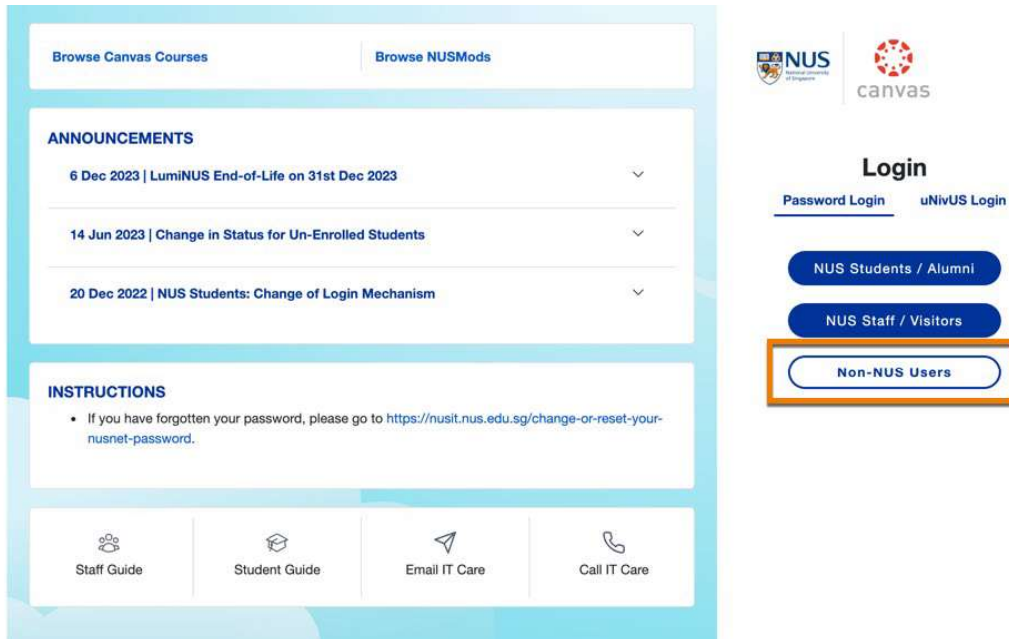 Browse Canvas Courses
Browse NUSMods
ANNOUNCEMENTS
6 Dec 2023 | LumiNUS End-of-Life on 31st Dec 2023
14 Jun 2023 | Change in Status for Un-Enrolled Students
20 Dec 2022 | NUS Students: Change of Login Mechanism
INSTRUCTIONS
• If you have forgotten your password, please go to https://nusit.nus.edu.sg/change-or-reset-your-
nusnet-password.
Staff Guide
Student Guide
Email IT Care
Call IT Care
NUS
National University
of Singapore
canvas
Login
Password Login
uNivUS Login
NUS Students / Alumni
NUS Staff / Visitors
Non-NUS Users